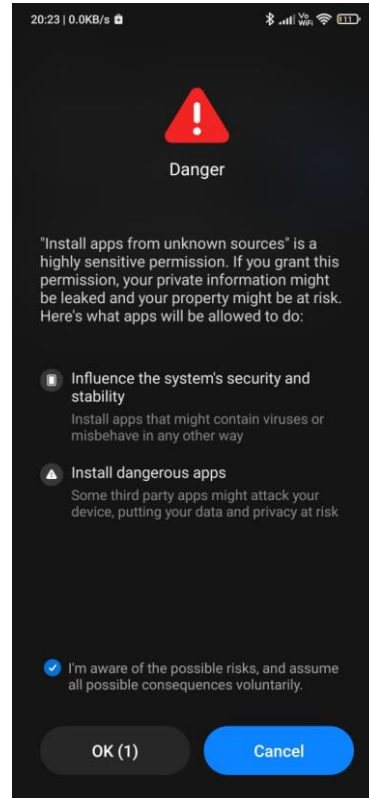 20:23 | 0.0KB/s
Vo
WiFi
111
Danger
"Install apps from unknown sources" is a
highly sensitive permission. If you grant this
permission, your private information might
be leaked and your property might be at risk.
Here's what apps will be allowed to do:
Influence the system's security and
stability
Install apps that might contain viruses or
misbehave in any other way
Install dangerous apps
Some third party apps might attack your
device, putting your data and privacy at risk
I'm aware of the possible risks, and assume
all possible consequences voluntarily.
OK (1)
Cancel